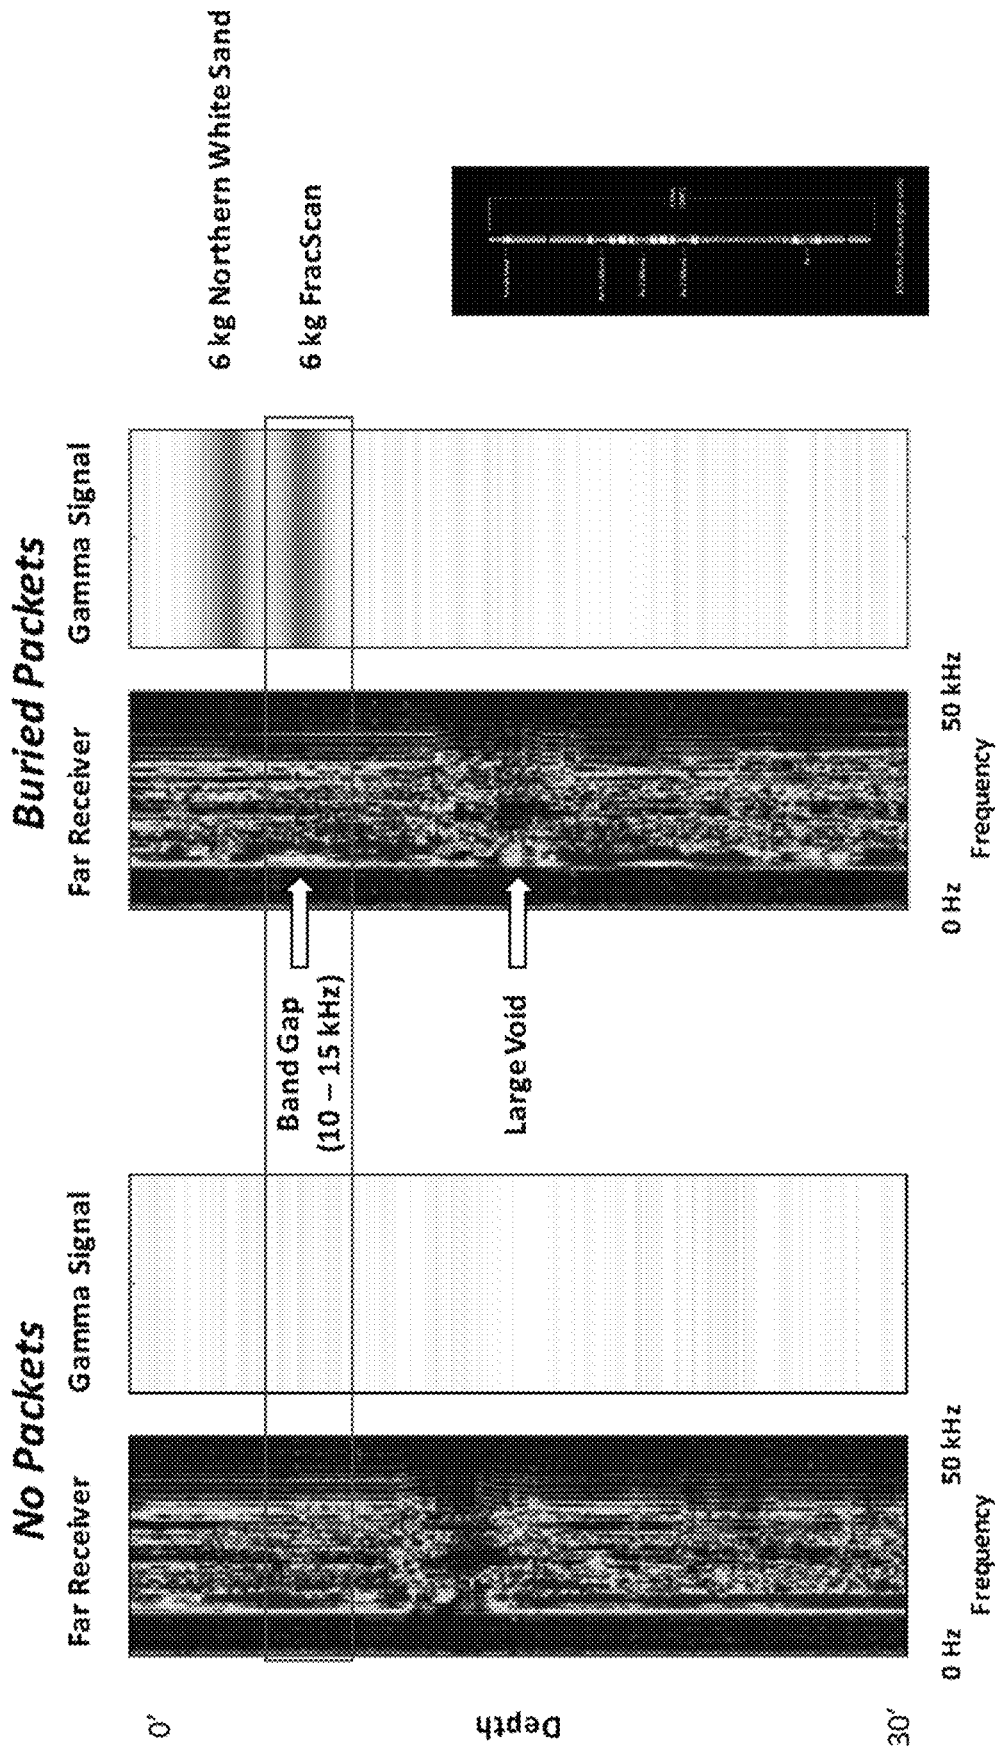 No Packets
Buried Packets
Far Receiver
Gamma Signal
Far Receiver
Gamma Signal
0'
Depth
30'
6 kg Northern White Sand
6 kg FracScan
Band Gap
(10 – 15 kHz)
Large Void
0 Hz
50 kHz
Frequency
0 Hz
50 kHz
Frequency